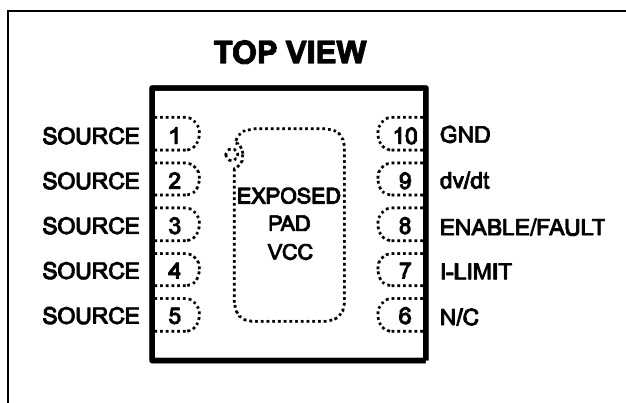 TOP VIEW
SOURCE 1
SOURCE 2
SOURCE 3
SOURCE 4
SOURCE 5
EXPOSED
PAD
VCC
10 GND
9 dv/dt
8 ENABLE/FAULT
7 I-LIMIT
6 N/C